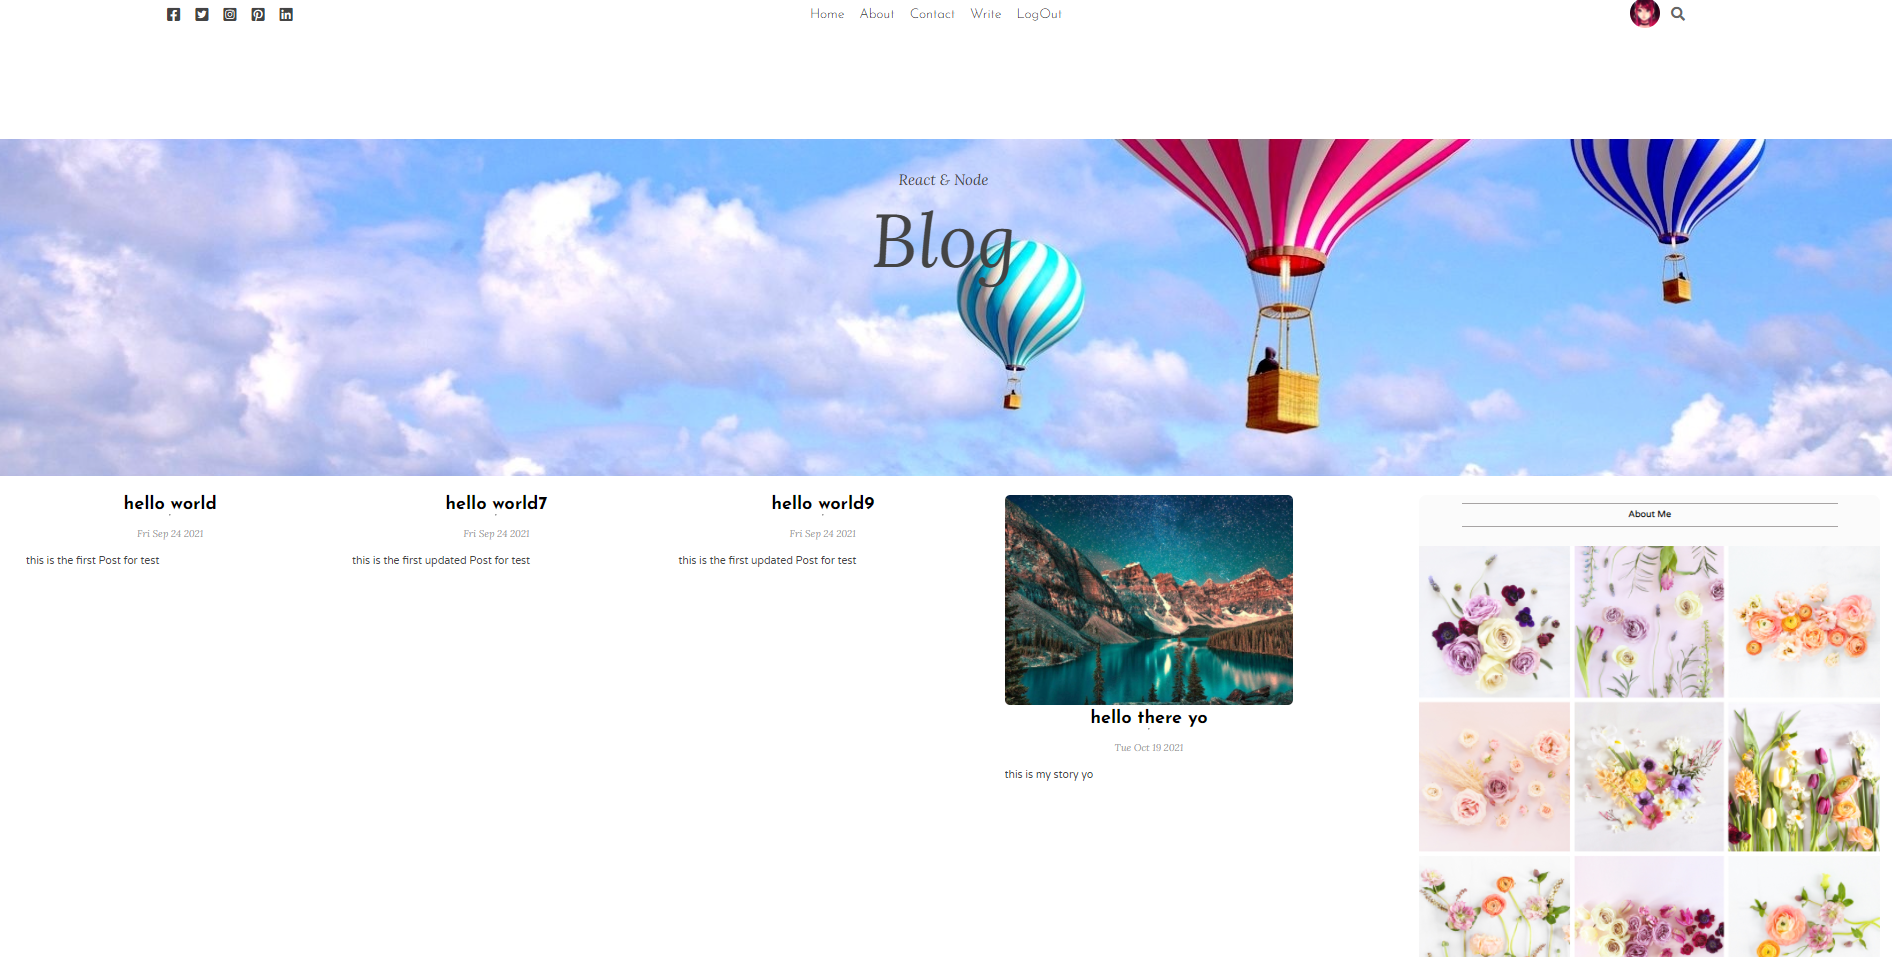 Home About Contact Write LogOut
React & Node
Blog
hello world
Fri Sep 24 2021
this is the first Post for test
hello world7
Fri Sep 24 2021
this is the first updated Post for test
hello world9
Fri Sep 24 2021
this is the first updated Post for test
hello there yo
Tue Oct 19 2021
this is my story yo
About Me